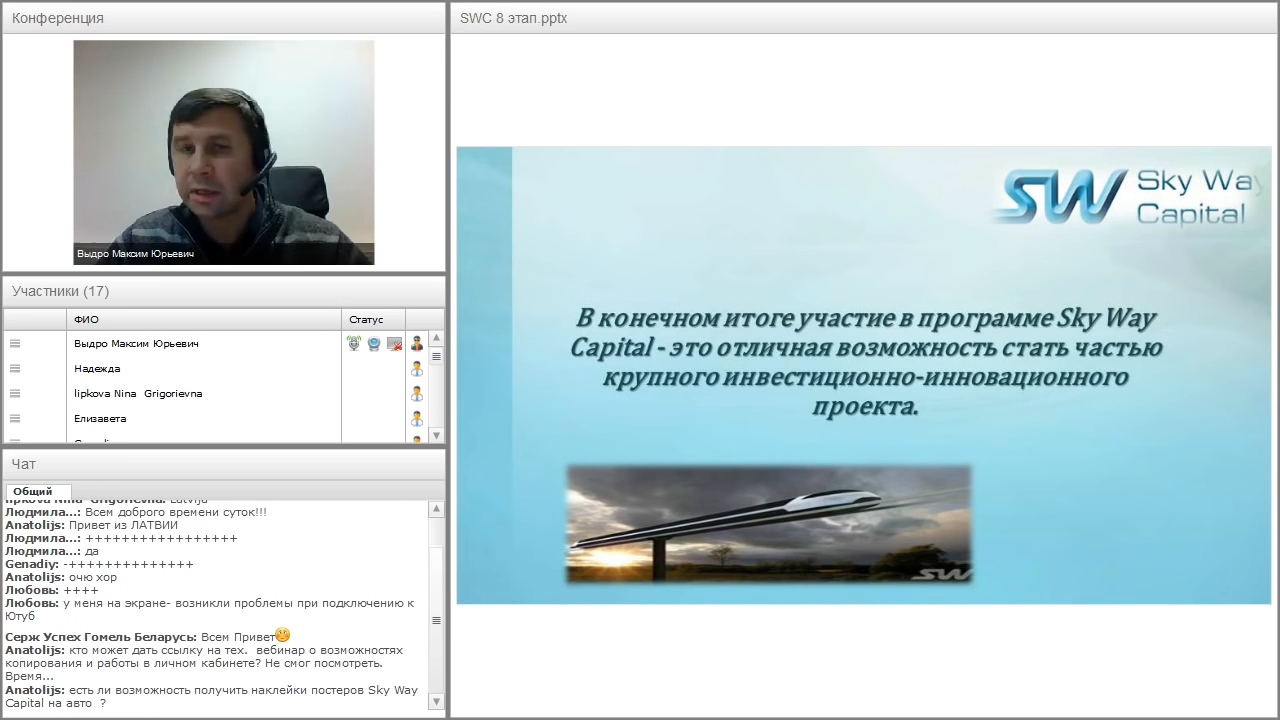 Конференция
Выдро Максим Юрьевич
Участники (17)
ФИО
Статус
Выдро Максим Юрьевич
Надежда
lipkova Nina Grigorievna
Елизавета
Чат
Общий
lipkova Nina Grigorievna: Latvija
Людмила...: Всем доброго времени суток!!!
Anatolijs: Привет из ЛАТВИИ
Людмила...: +++++++++++++++++
Людмила...: да
Genadiy: -++++++++++++++
Anatolijs: очю хор
Любовь: ++++
Любовь: у меня на экране- возникли проблемы при подключению к
Ютуб
Серж Успех Гомель Беларусь: Всем Привет
Anatolijs: кто может дать ссылку на тех. вебинар о возможностях
копирования и работы в личном кабинете? Не смог посмотреть.
Время...
Anatolijs: есть ли возможность получить наклейки постеров Sky Way
Capital на авто ?
SWC 8 этап.pptx
SW Sky Way
Capital
В конечном итоге участие в программе Sky Way
Capital - это отличная возможность стать частью
крупного инвестиционно-инновационного
проекта.
SW